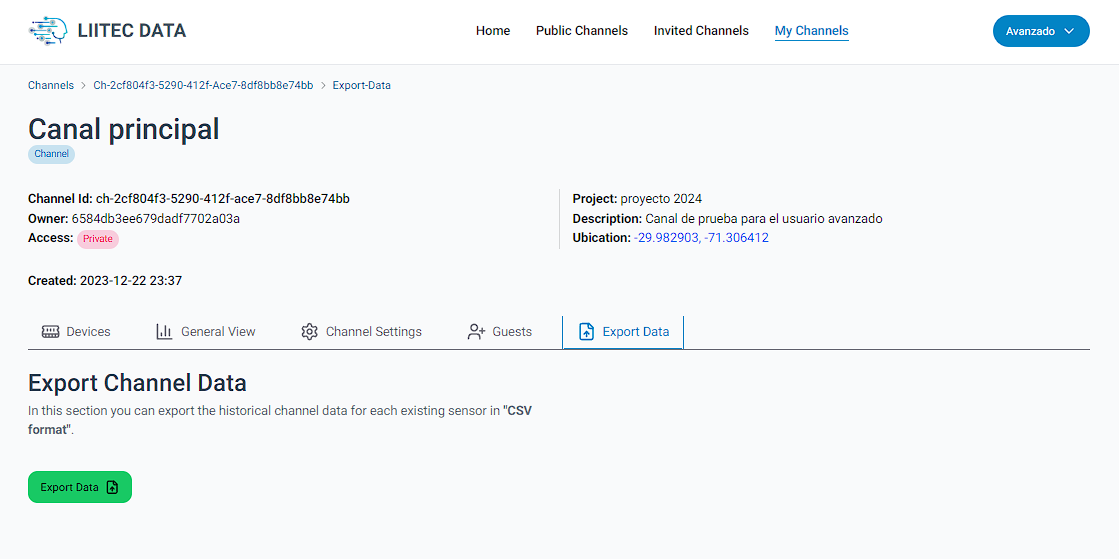 LIITEC DATA
Home Public Channels Invited Channels My Channels
Avanzado
Channels > Ch-2cf804f3-5290-412f-Ace7-8df8bb8e74bb > Export-Data
Canal principal
Channel
Channel Id: ch-2cf804f3-5290-412f-ace7-8df8bb8e74bb
Owner: 6584db3ee679dadf7702a03a
Access: Private
Created: 2023-12-22 23:37
Project: proyecto 2024
Description: Canal de prueba para el usuario avanzado
Ubication: -29.982903, -71.306412
Devices General View Channel Settings Guests Export Data
Export Channel Data
In this section you can export the historical channel data for each existing sensor in "CSV
format".
Export Data